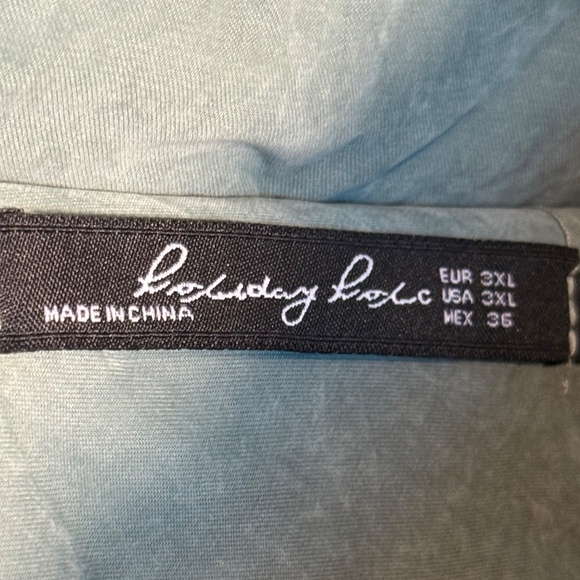 holiday holic
MADE IN CHINA
EUR 3XL
USA 3XL
MEX 36